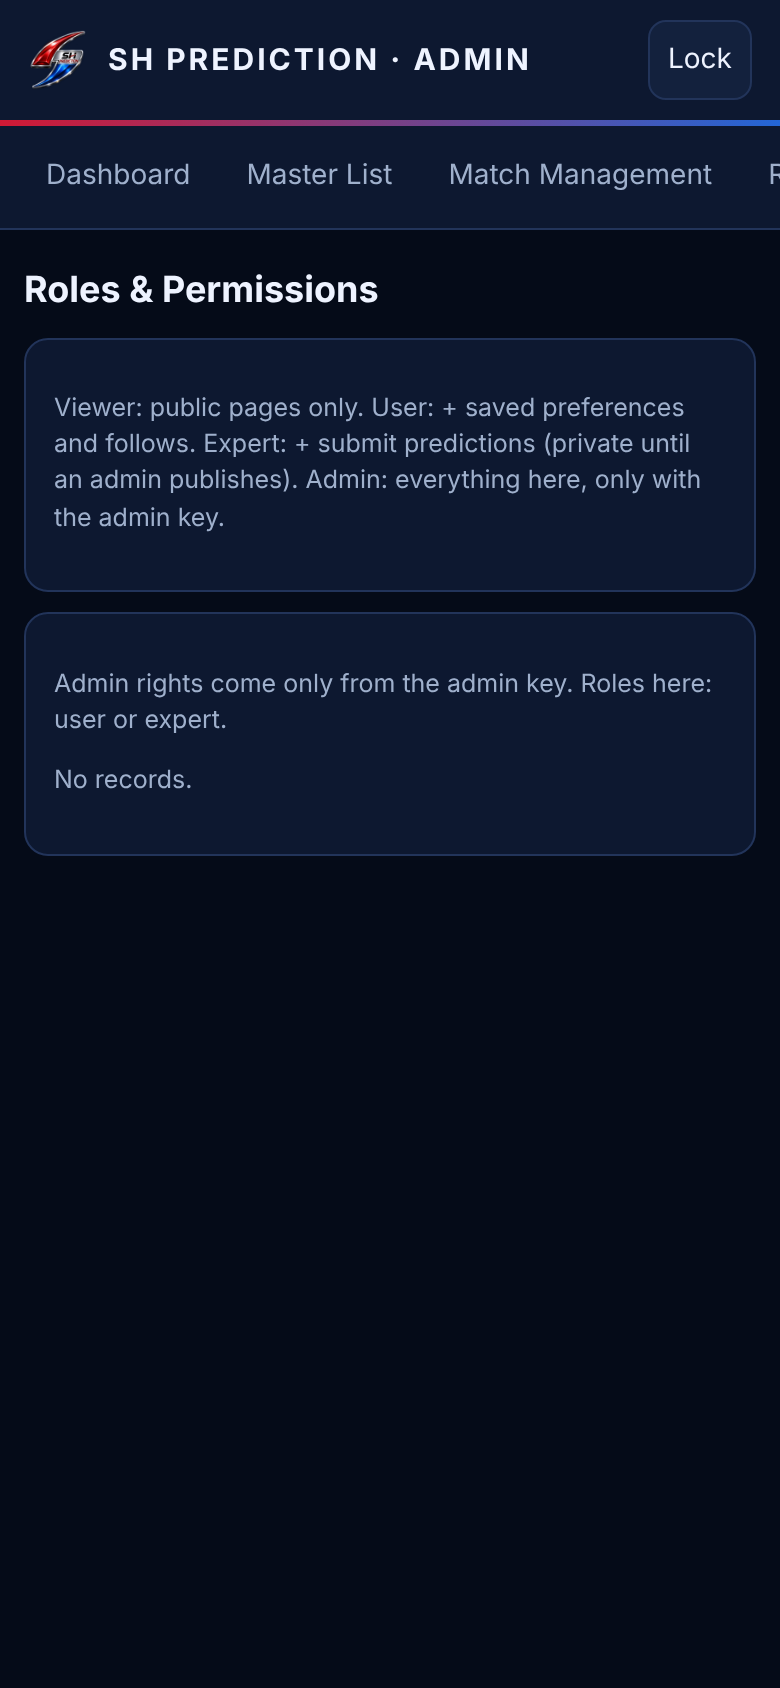 SH
SH PREDICTION · ADMIN
Lock
Dashboard
Master List
Match Management
Roles & Permissions
Viewer: public pages only. User: + saved preferences
and follows. Expert: + submit predictions (private until
an admin publishes). Admin: everything here, only with
the admin key.
Admin rights come only from the admin key. Roles here:
user or expert.
No records.